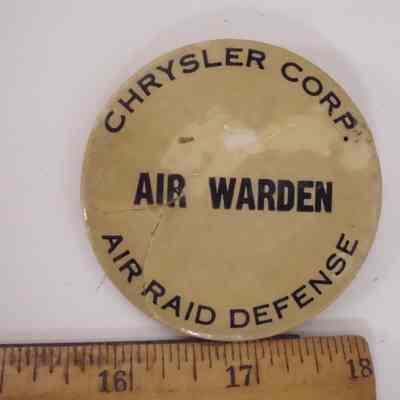 CHRYSLER CORP.
AIR WARDEN
AIR RAID DEFENSE
16 17 18